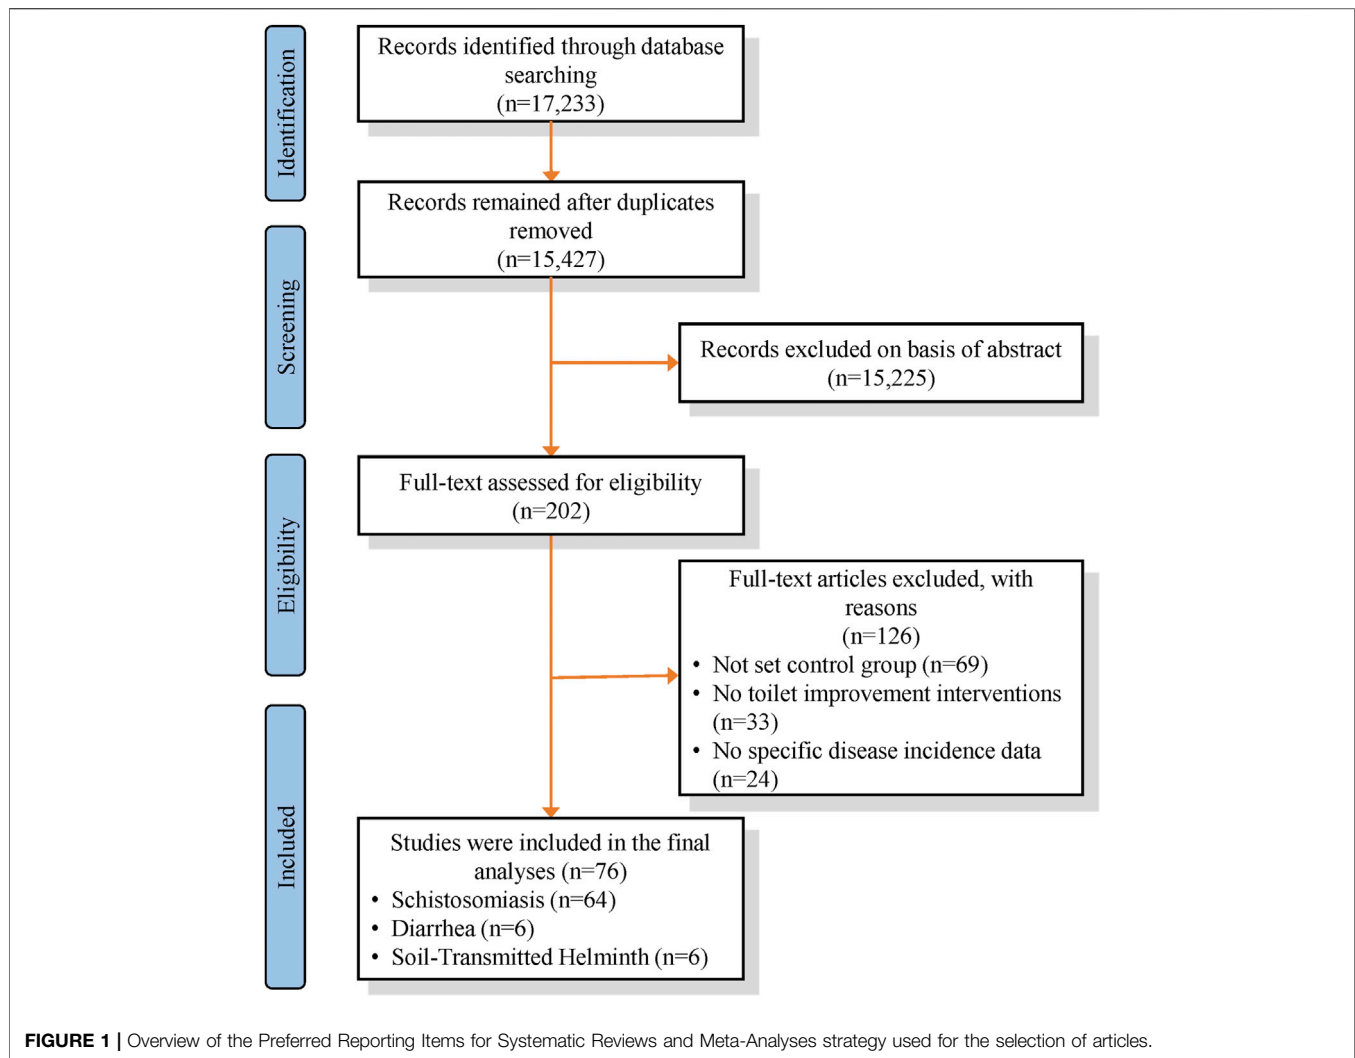 Identification
Records identified through database
searching
(n=17,233)
Records remained after duplicates
removed
(n=15,427)
Screening
Records excluded on basis of abstract
(n=15,225)
Eligibility
Full-text assessed for eligibility
(n=202)
Full-text articles excluded, with
reasons
(n=126)
• Not set control group (n=69)
• No toilet improvement interventions
(n=33)
• No specific disease incidence data
(n=24)
Included
Studies were included in the final
analyses (n=76)
• Schistosomiasis (n=64)
• Diarrhea (n=6)
• Soil-Transmitted Helminth (n=6)
FIGURE 1 | Overview of the Preferred Reporting Items for Systematic Reviews and Meta-Analyses strategy used for the selection of articles.